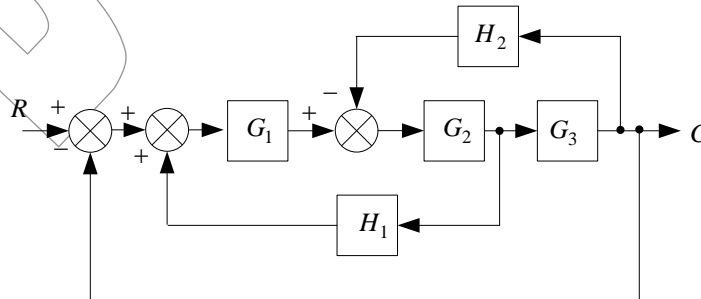 H2
−
R + + + G1 + G2 G3 C
− +
H1